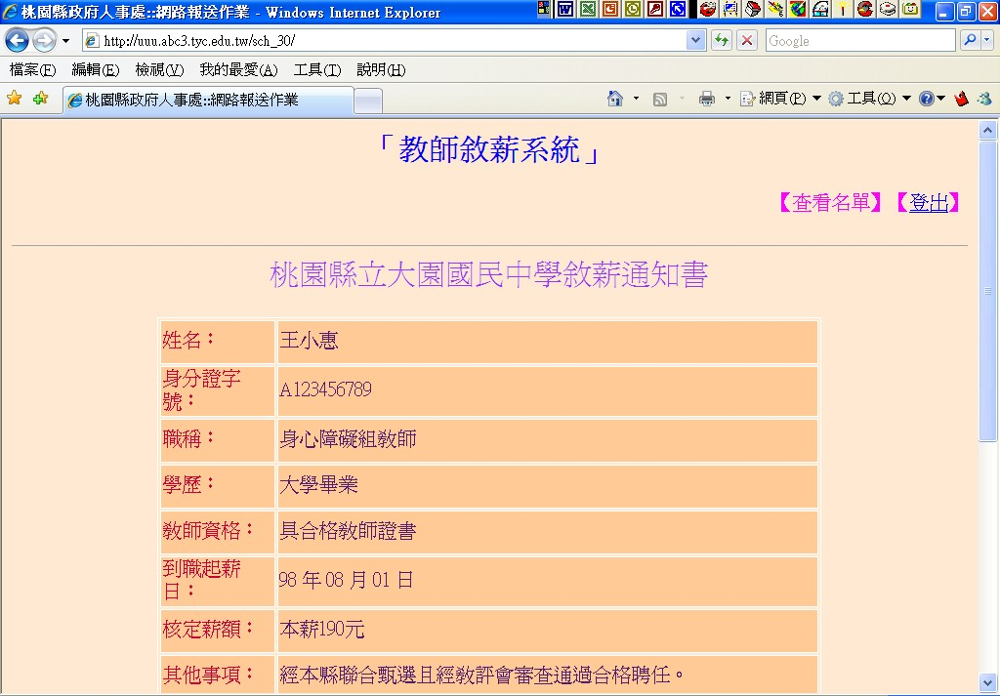 桃園縣政府人事處::網路報送作業 - Windows Internet Explorer
http://uuu.abc3.tyc.edu.tw/sch_30/
Google
檔案(F) 編輯(E) 檢視(V) 我的最愛(A) 工具(T) 說明(H)
桃園縣政府人事處::網路報送作業
網頁(P) 工具(O)
「教師敘薪系統」
【查看名單】 【登出】
桃園縣立大園國民中學敘薪通知書
姓名： 王小惠
身分證字
號： A123456789
職稱： 身心障礙組教師
學歷： 大學畢業
教師資格： 具合格教師證書
到職起薪
日： 98 年 08 月 01 日
核定薪額： 本薪190元
其他事項： 經本縣聯合甄選且經教評會審查通過合格聘任。